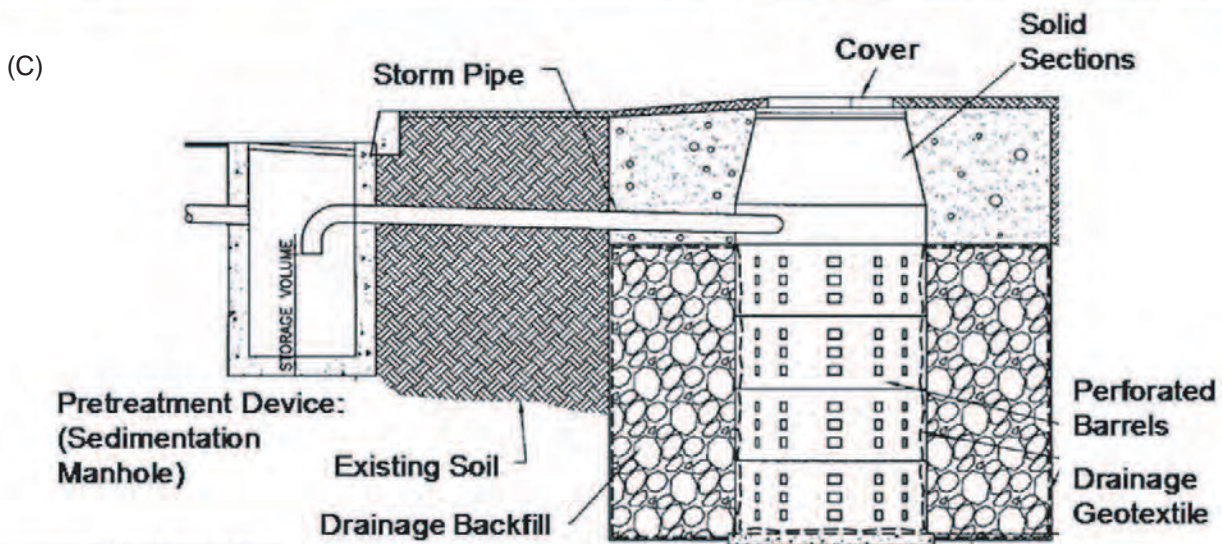 (C)
Storm Pipe
Cover
Solid
Sections
STORAGE VOLUME
Pretreatment Device:
(Sedimentation
Manhole)
Existing Soil
Drainage Backfill
Perforated
Barrels
Drainage
Geotextile